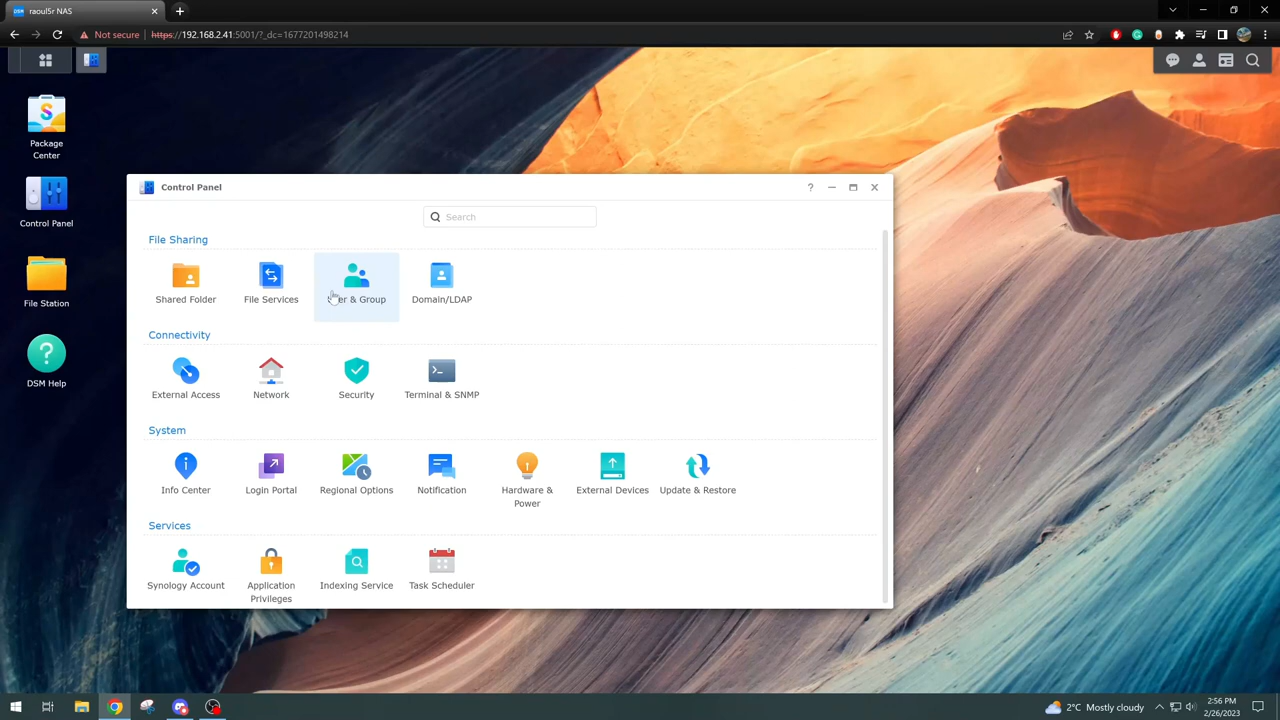 raoul5r NAS
Not secure https://192.168.2.41:5001/?_dc=1677201498214
Package
Center
Control Panel
File Station
DSM Help
Control Panel
Search
File Sharing
Shared Folder
File Services
& Group
Domain/LDAP
Connectivity
External Access
Network
Security
Terminal & SNMP
System
Info Center
Login Portal
Regional Options
Notification
Hardware &
Power
External Devices
Update & Restore
Services
Synology Account
Application
Privileges
Indexing Service
Task Scheduler
2°C Mostly cloudy
2:56 PM
2/26/2023